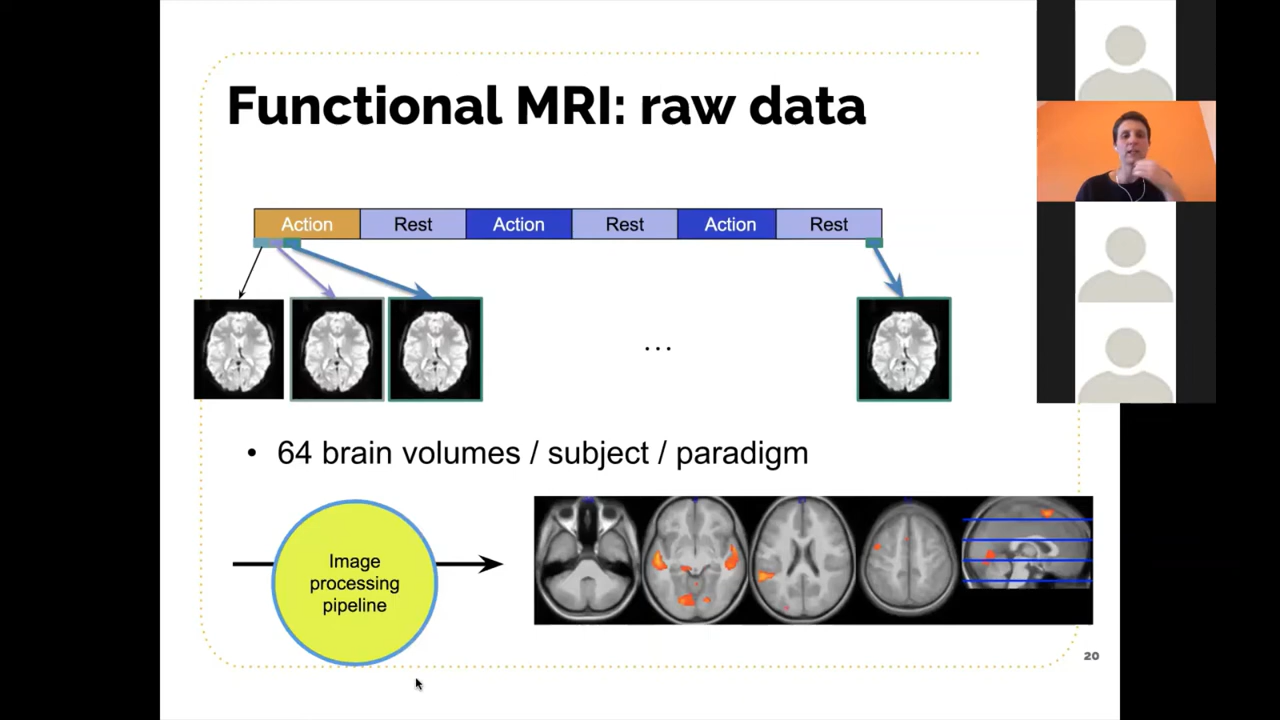 Functional MRI: raw data
Action Rest Action Rest Action Rest
...
• 64 brain volumes / subject / paradigm
Image
processing
pipeline
20